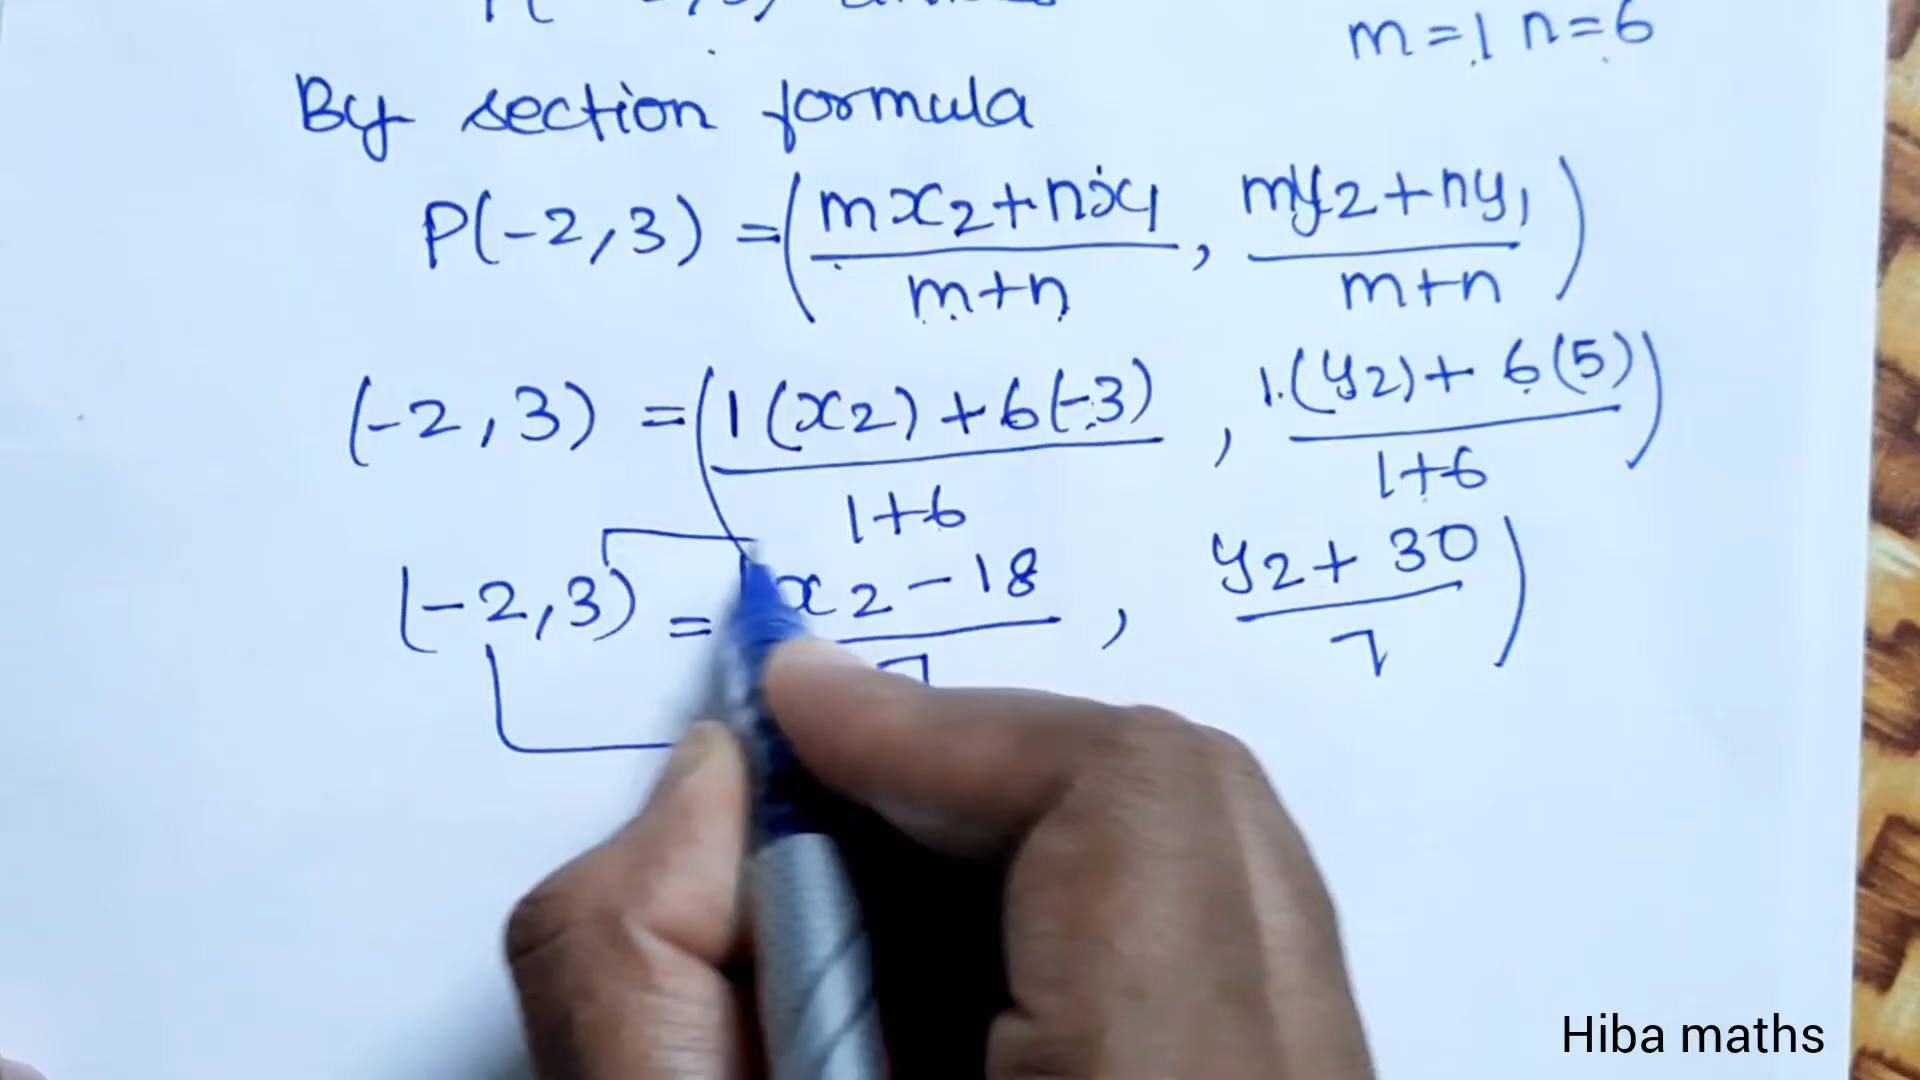 m=1 n=6
By section formula
P(-2,3) = (mx2+nx1/m+n, my2+ny1/m+n)
(-2,3) = (1(x2)+6(-3)/1+6, 1.(y2)+6(5)/1+6)
(-2,3) = x2-18/7, y2+30/7)
Hiba maths